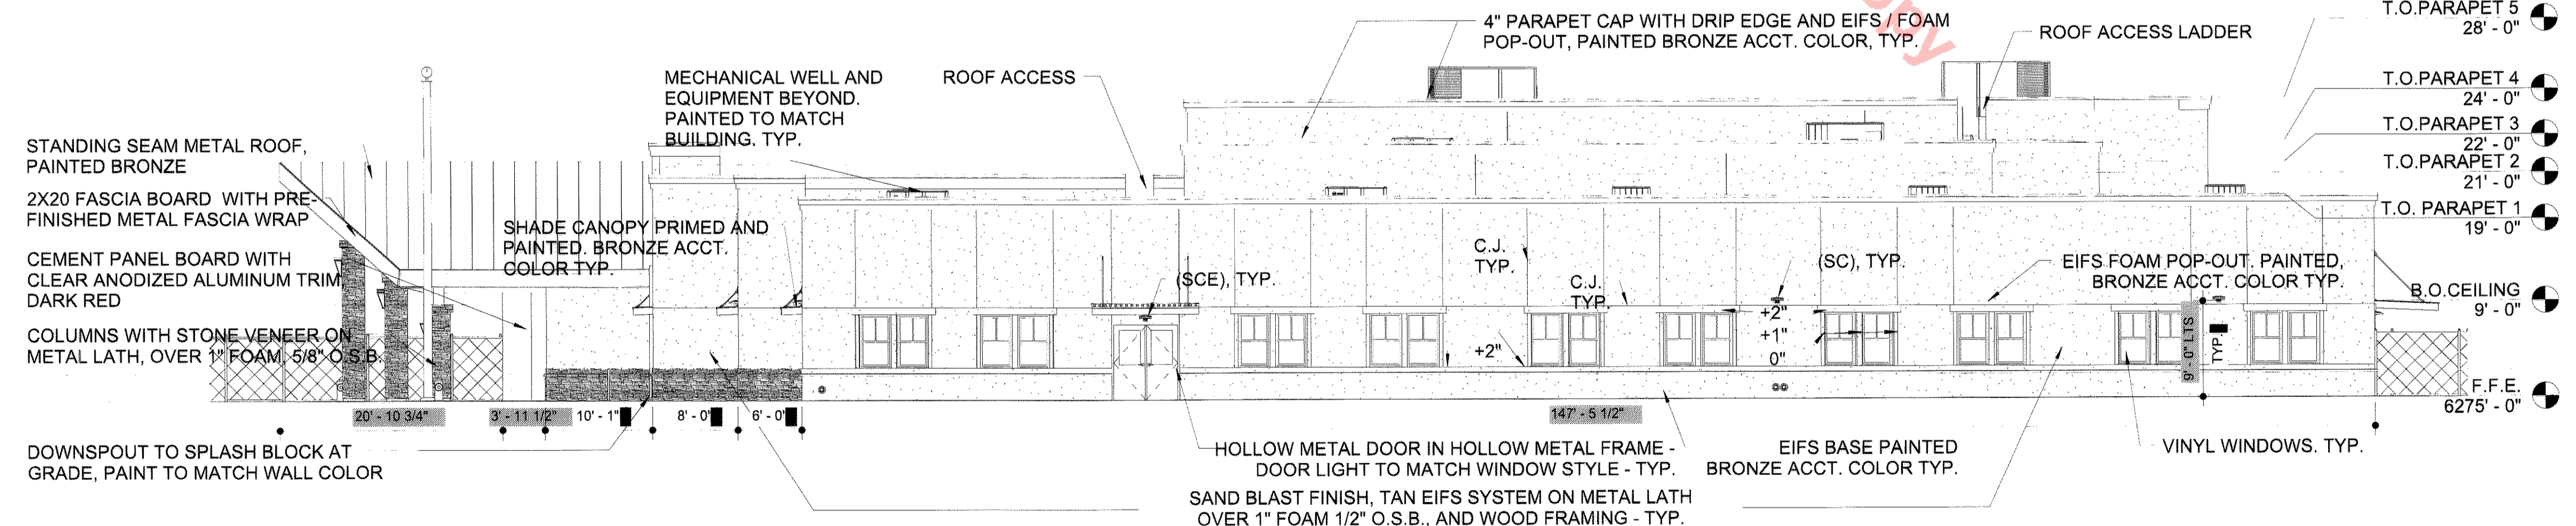 4" PARAPET CAP WITH DRIP EDGE AND EIFS / FOAM
POP-OUT, PAINTED BRONZE ACCT. COLOR, TYP.
ROOF ACCESS LADDER
T.O.PARAPET 5
28' - 0"
MECHANICAL WELL AND
EQUIPMENT BEYOND.
PAINTED TO MATCH
BUILDING. TYP.
ROOF ACCESS
T.O.PARAPET 4
24' - 0"
T.O.PARAPET 3
22' - 0"
T.O.PARAPET 2
21' - 0"
T.O. PARAPET 1
19' - 0"
STANDING SEAM METAL ROOF,
PAINTED BRONZE
2X20 FASCIA BOARD WITH PRE-
FINISHED METAL FASCIA WRAP
SHADE CANOPY PRIMED AND
PAINTED. BRONZE ACCT.
COLOR TYP.
CEMENT PANEL BOARD WITH
CLEAR ANODIZED ALUMINUM TRIM,
DARK RED
COLUMNS WITH STONE VENEER ON
METAL LATH, OVER 1" FOAM, 5/8" O.S.B.
(SCE), TYP.
C.J.
TYP.
C.J.
TYP.
(SC), TYP.
EIFS FOAM POP-OUT. PAINTED,
BRONZE ACCT. COLOR TYP.
B.O.CEILING
9' - 0"
+2"
+1"
0"
+2"
9' - 0" LTS
TYP.
F.F.E.
6275' - 0"
20' - 10 3/4"
3' - 11 1/2"
10' - 1"
8' - 0"
6' - 0"
147' - 5 1/2"
DOWNSPOUT TO SPLASH BLOCK AT
GRADE, PAINT TO MATCH WALL COLOR
HOLLOW METAL DOOR IN HOLLOW METAL FRAME -
DOOR LIGHT TO MATCH WINDOW STYLE - TYP.
EIFS BASE PAINTED
BRONZE ACCT. COLOR TYP.
VINYL WINDOWS. TYP.
SAND BLAST FINISH, TAN EIFS SYSTEM ON METAL LATH
OVER 1" FOAM 1/2" O.S.B., AND WOOD FRAMING - TYP.